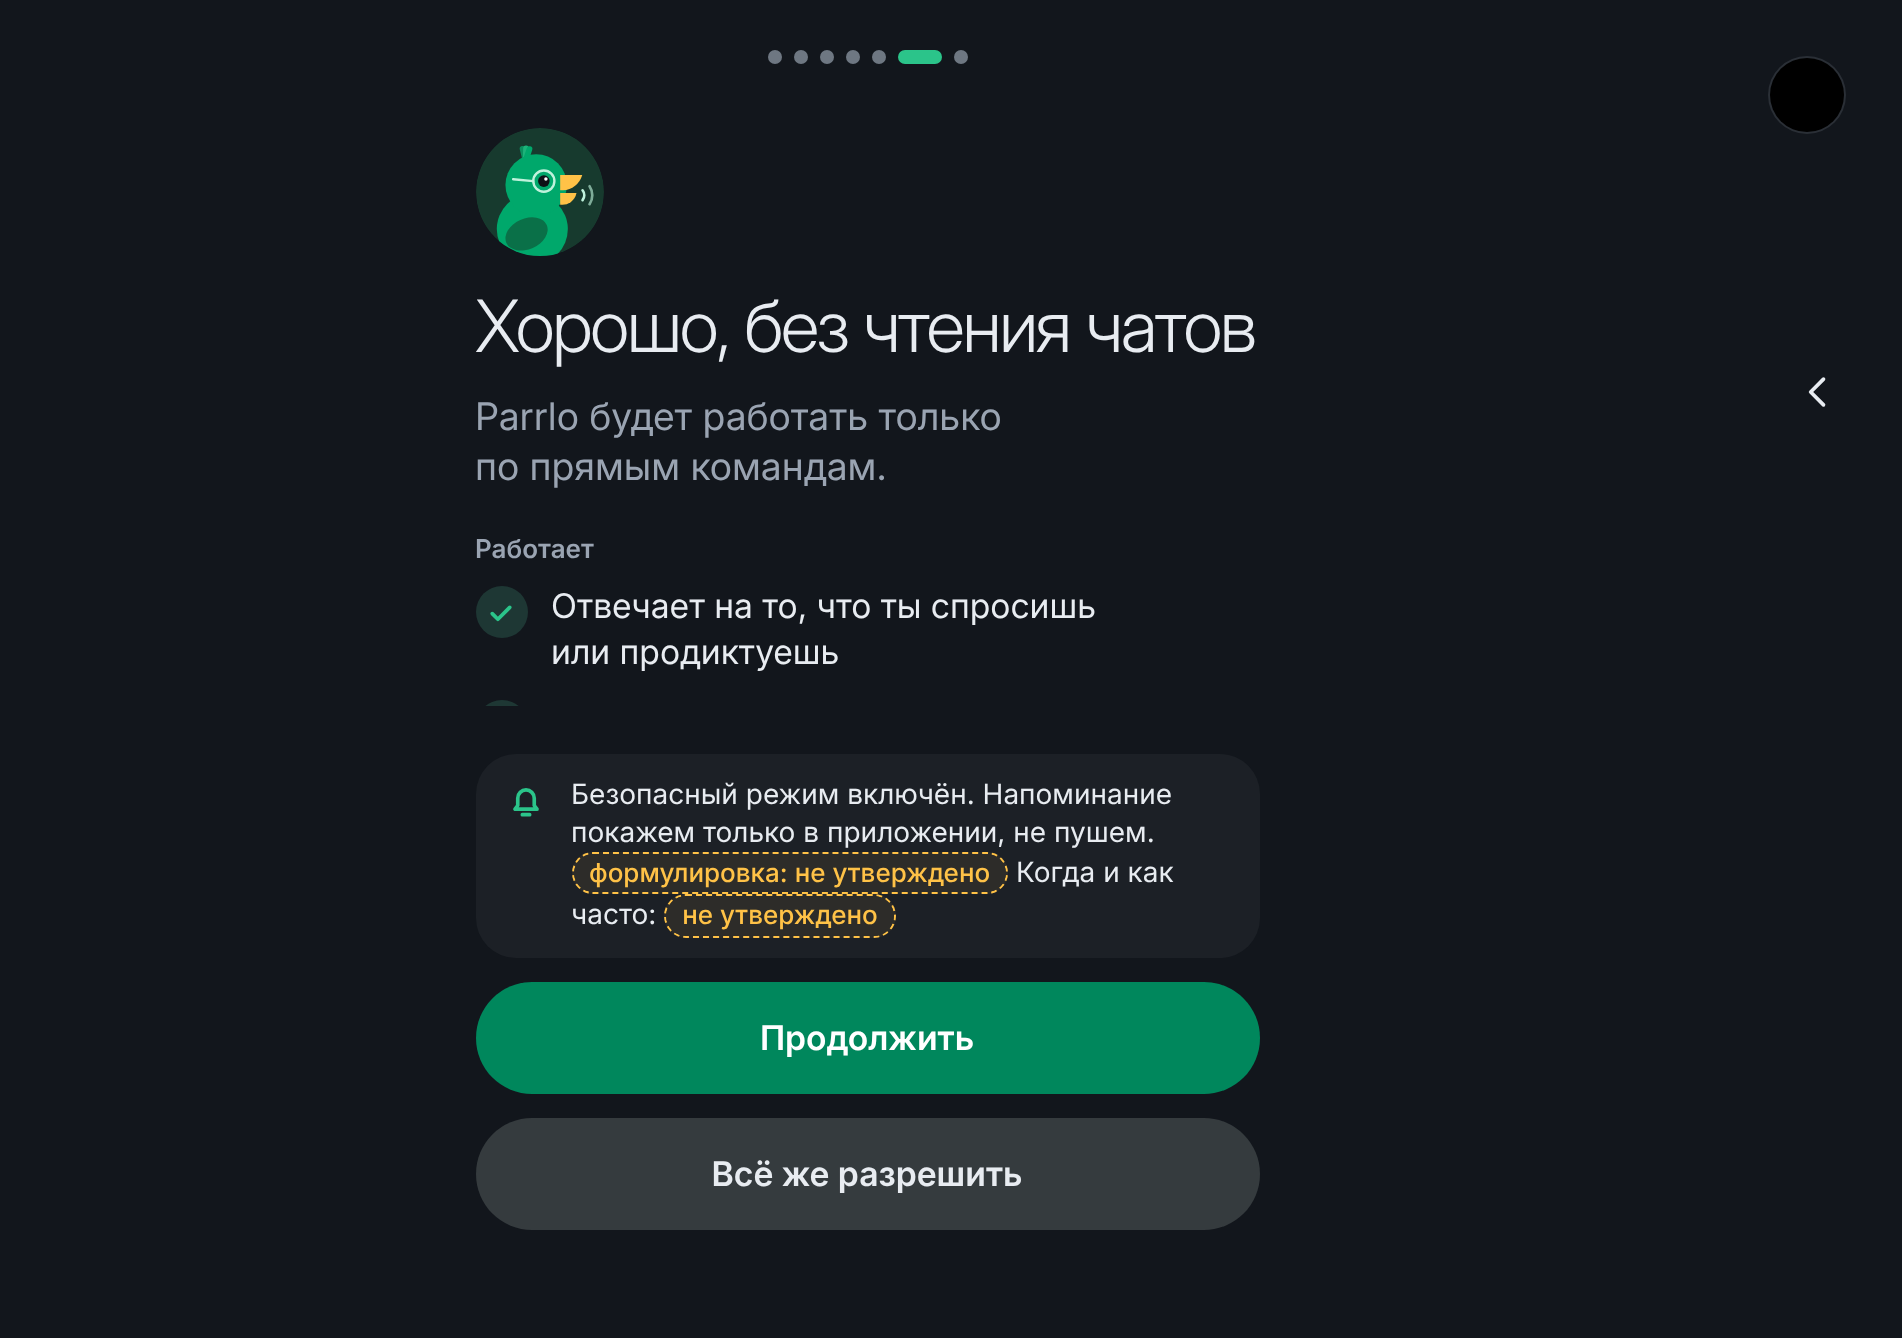 Хорошо, без чтения чатов
Parrlo будет работать только
по прямым командам.
Работает
Отвечает на то, что ты спросишь
или продиктуешь
Безопасный режим включён. Напоминание
покажем только в приложении, не пушем.
формулировка: не утверждено Когда и как
часто: не утверждено
Продолжить
Всё же разрешить